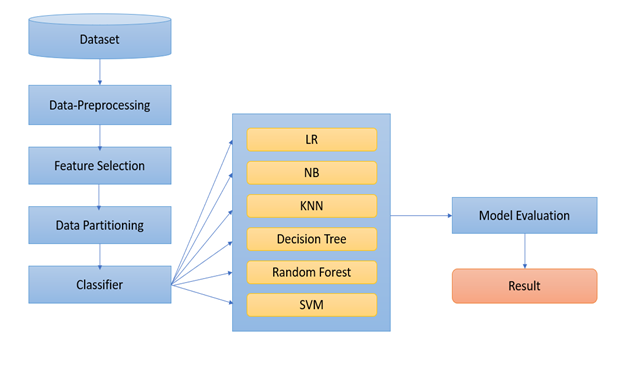 Dataset
Data-Preprocessing
Feature Selection
Data Partitioning
Classifier
LR
NB
KNN
Decision Tree
Random Forest
SVM
Model Evaluation
Result